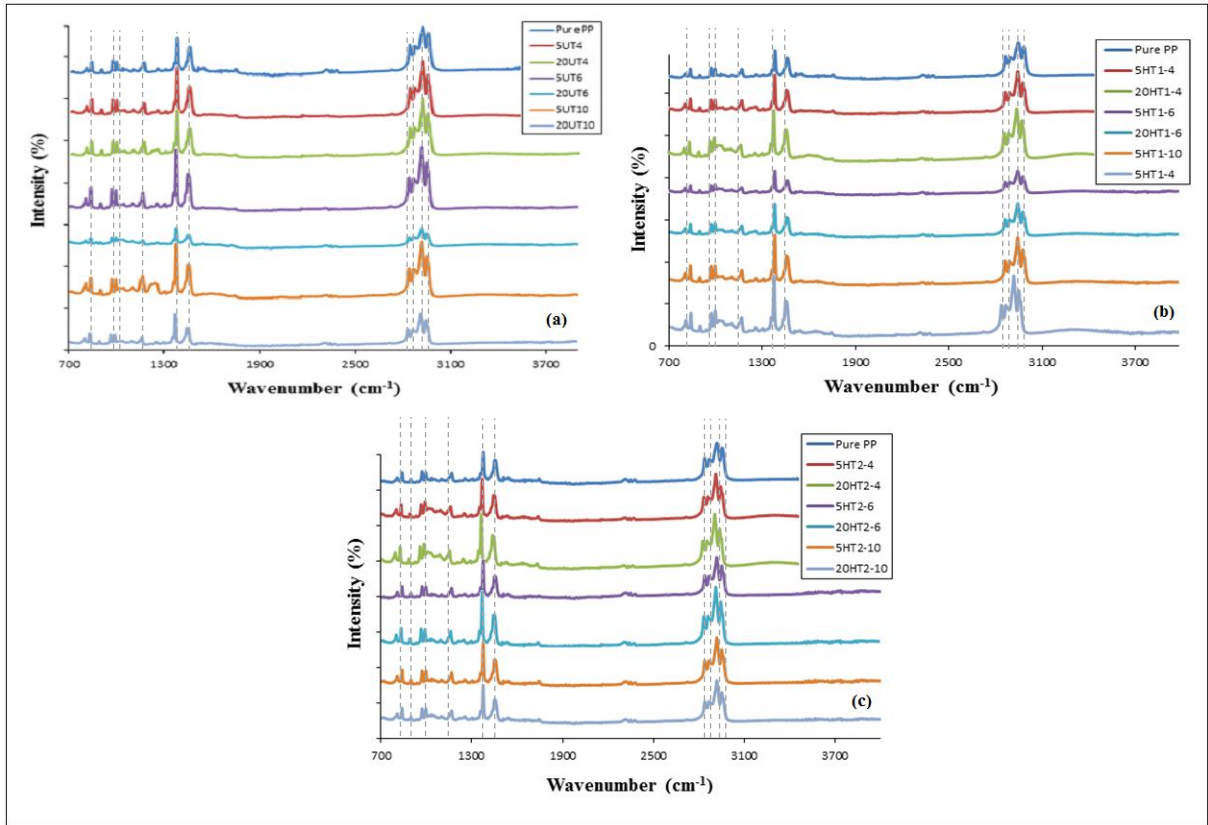 Pure PP
5UT4
20UT4
5UT6
20UT6
5UT10
20UT10
Intensity (%)
(a)
700 1300 1900 2500 3100 3700
Wavenumber (cm-1)
Pure PP
5HT1-4
20HT1-4
5HT1-6
20HT1-6
5HT1-10
5HT1-4
Intensity (%)
(b)
0
700 1300 1900 2500 3100 3700
Wavenumber (cm-1)
Pure PP
5HT2-4
20HT2-4
5HT2-6
20HT2-6
5HT2-10
20HT2-10
Intensity (%)
(c)
700 1300 1900 2500 3100 3700
Wavenumber (cm-1)